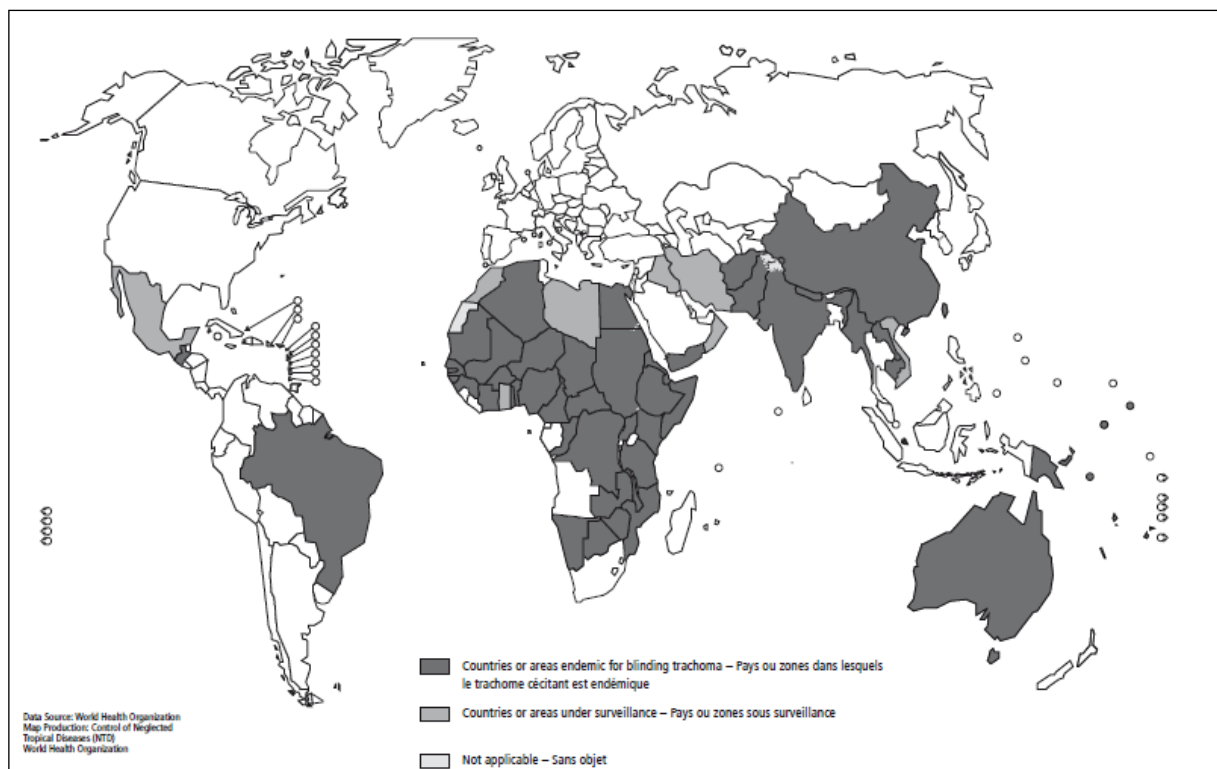 Countries or areas endemic for blinding trachoma – Pays ou zones dans lesquels
le trachome cécitant est endémique
Countries or areas under surveillance – Pays ou zones sous surveillance
Not applicable – Sans objet
Data Source: World Health Organization
Map Production: Control of Neglected
Tropical Diseases (NTD)
World Health Organization